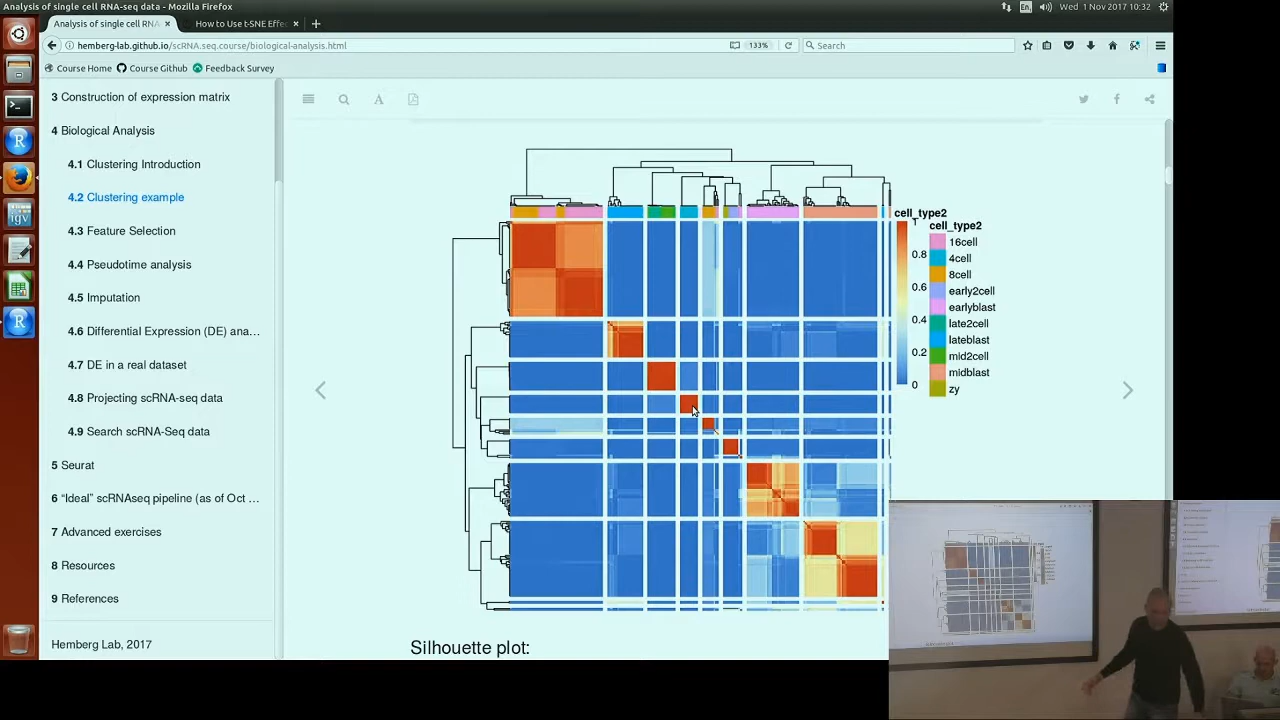 Analysis of single cell RNA-seq data - Mozilla Firefox
En
Wed 1 Nov 2017 10:32
Analysis of single cell RNA ×
How to Use t-SNE Effe ×
hemberg-lab.github.io/scRNA.seq.course/biological-analysis.html
133%
Search
Course Home
Course Github
Feedback Survey
3 Construction of expression matrix
4 Biological Analysis
4.1 Clustering Introduction
4.2 Clustering example
4.3 Feature Selection
4.4 Pseudotime analysis
4.5 Imputation
4.6 Differential Expression (DE) ana…
4.7 DE in a real dataset
4.8 Projecting scRNA-seq data
4.9 Search scRNA-Seq data
5 Seurat
6 “Ideal” scRNAseq pipeline (as of Oct …
7 Advanced exercises
8 Resources
9 References
Hemberg Lab, 2017
cell_type2
cell_type2
0.8
0.6
0.4
0.2
0
16cell
4cell
8cell
early2cell
earlyblast
late2cell
lateblast
mid2cell
midblast
zy
Silhouette plot: